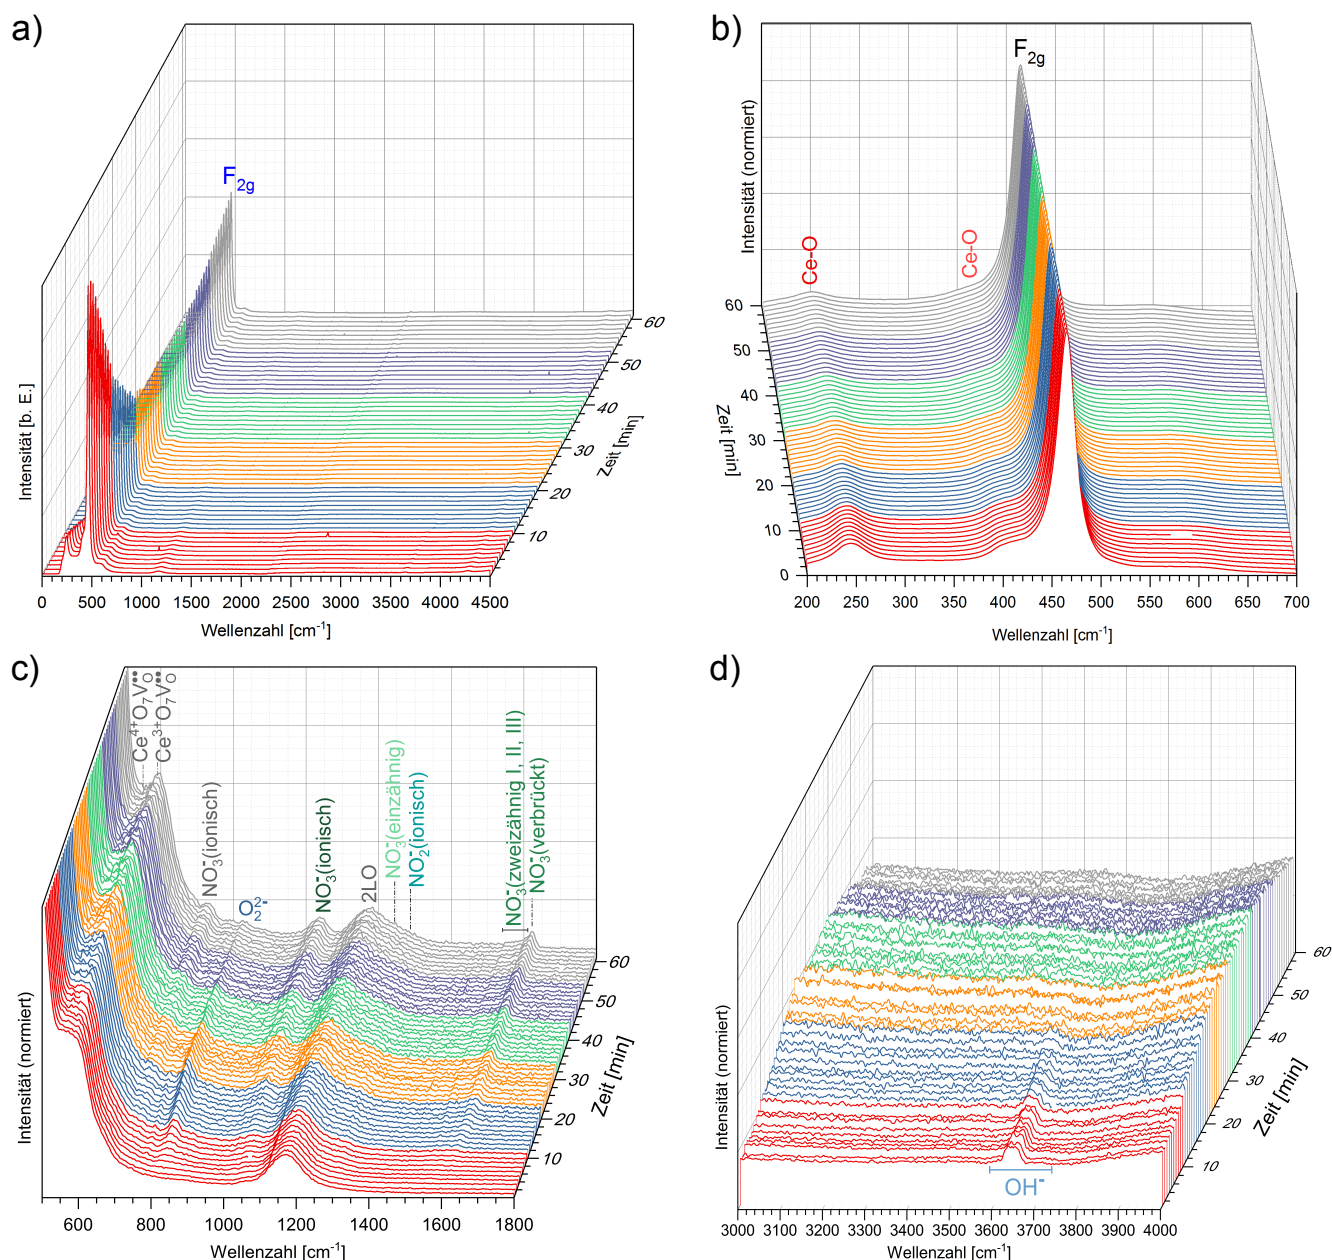 a)
F2g
Intensität [b. E.]
60
50
40
30
20
10
Zeit [min]
0 500 1000 1500 2000 2500 3000 3500 4000 4500
Wellenzahl [cm-1]
b)
F2g
Ce-O
Ce-O
Intensität (normiert)
60
50
40
30
20
10
0
Zeit [min]
200 250 300 350 400 450 500 550 600 650 700
Wellenzahl [cm-1]
c)
Ce4+O7V••O
Ce3+O7V••O
NO3-(ionisch)
O22-
NO3-(ionisch)
2LO
NO3-(einzähnig)
NO2-(ionisch)
NO3-(zweizähnig I, II, III)
NO3-(verbrückt)
Intensität (normiert)
60
50
40
30
20
10
Zeit [min]
600 800 1000 1200 1400 1600 1800
Wellenzahl [cm-1]
d)
Intensität (normiert)
60
50
40
30
20
10
Zeit [min]
OH-
3000 3100 3200 3300 3400 3500 3600 3700 3800 3900 4000
Wellenzahl [cm-1]